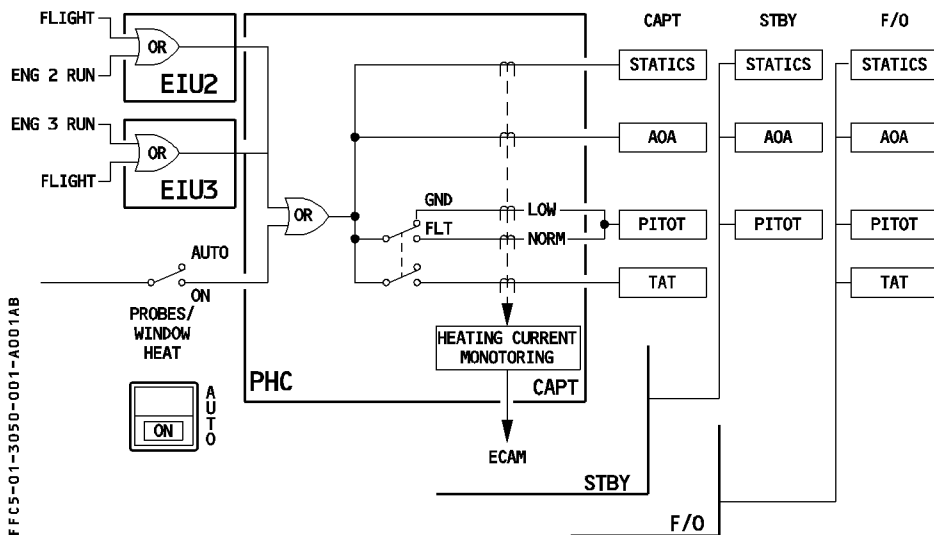 FLIGHT
OR
ENG 2 RUN
EIU2
ENG 3 RUN
OR
FLIGHT
EIU3
CAPT
STBY
F/O
STATICS
STATICS
STATICS
AOA
AOA
AOA
OR
GND
LOW
FLT
NORM
PITOT
PITOT
PITOT
TAT
TAT
AUTO
ON
PROBES/
WINDOW
HEAT
HEATING CURRENT
MONOTORING
PHC
CAPT
ON
AUTO
ECAM
STBY
F/O
FFC5-01-3050-001-A001AB